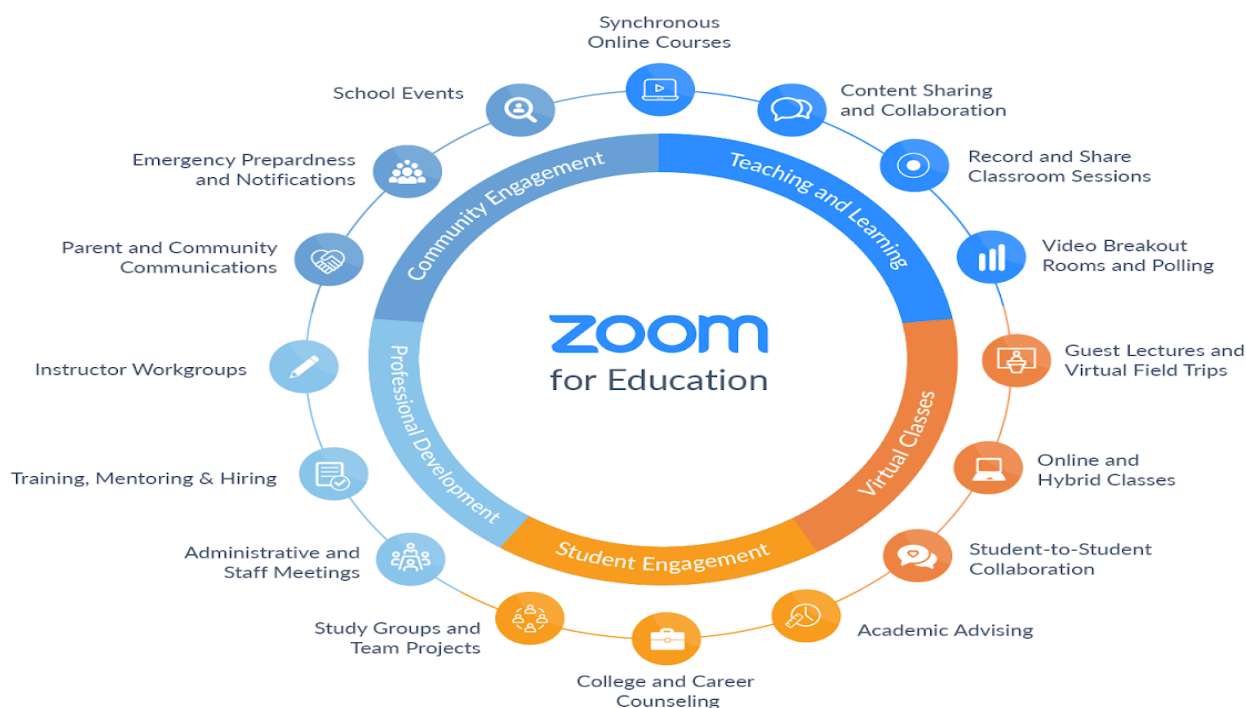 Synchronous
Online Courses
Content Sharing
and Collaboration
Record and Share
Classroom Sessions
Video Breakout
Rooms and Polling
Guest Lectures and
Virtual Field Trips
Online and
Hybrid Classes
Student-to-Student
Collaboration
Academic Advising
College and Career
Counseling
Study Groups and
Team Projects
Administrative and
Staff Meetings
Training, Mentoring & Hiring
Instructor Workgroups
Parent and Community
Communications
Emergency Prepardness
and Notifications
School Events
Teaching and Learning
Virtual Classes
Student Engagement
Professional Development
Community Engagement
zoom
for Education